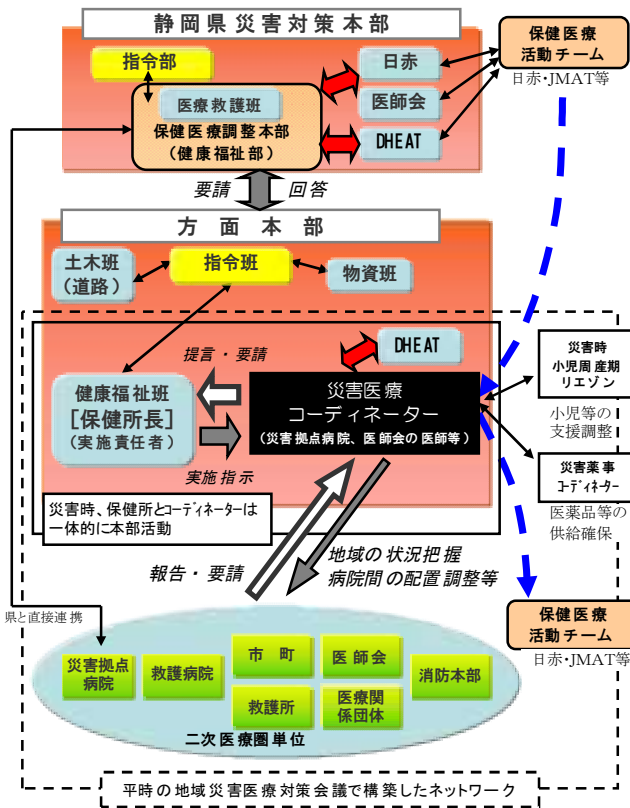 静岡県災害対策本部
指令部
医療救護班
保健医療調整本部
(健康福祉部)
日赤
医師会
DHEAT
保健医療
活動チーム
日赤・JMAT等
要請
回答
方面本部
土木班
(道路)
指令班
物資班
DHEAT
提言・要請
健康福祉班
[保健所長]
(実施責任者)
実施指示
災害医療
コーディネーター
(災害拠点病院、医師会の医師等)
災害時
小児周産期
リエゾン
小児等の
支援調整
災害薬事
コーディネーター
医薬品等の
供給確保
災害時、保健所とコーディネーターは
一体的に本部活動
報告・要請
地域の状況把握
病院間の配置調整等
県と直接連携
保健医療
活動チーム
日赤・JMAT等
災害拠点
病院
救護病院
市町
医師会
消防本部
救護所
医療関
係団体
二次医療圏単位
平時の地域災害医療対策会議で構築したネットワーク